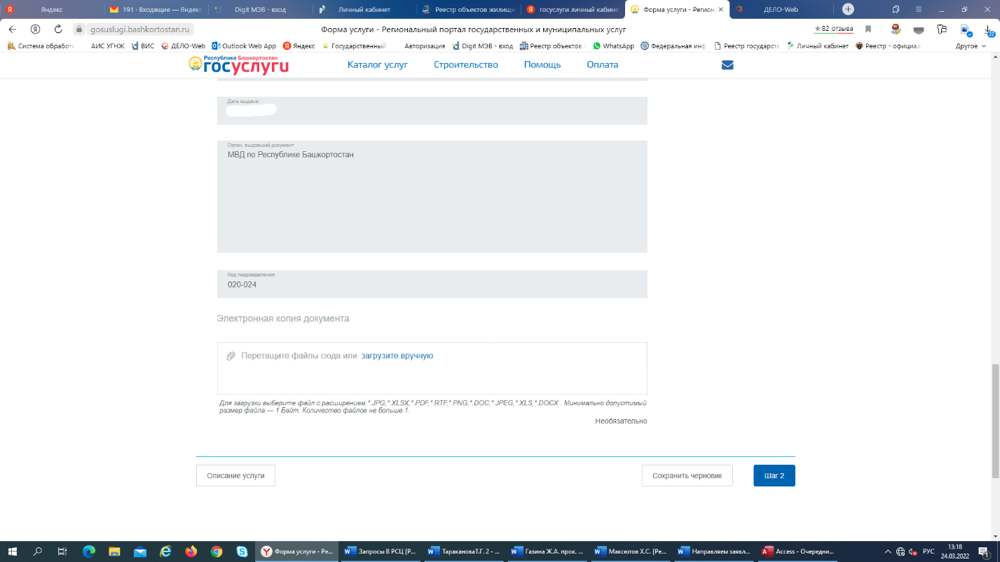 Яндекс
191 · Входящие — Яндекс
Digit МЭВ - вход
Личный кабинет
Реестр объектов жилищн
госуслуги личный кабине
Форма услуги - Регион
ДЕЛО-Web
gosuslugi.bashkortostan.ru
Форма услуги - Региональный портал государственных и муниципальных услуг
★ 82 отзыва
22
Система обработ
АИС УГНЖ
ВИС
ДЕЛО-Web
Outlook Web App
Яндекс
Государственный
Авторизация
Digit МЭВ - вход
Реестр объектов
WhatsApp
Федеральная инф
Реестр государств
Личный кабинет
Реестр - официал
Другое
Республика Башкортостан
госуслуги
Каталог услуг
Строительство
Помощь
Оплата
Дата выдачи
Орган, выдавший документ
МВД по Республике Башкортостан
Код подразделения
020-024
Электронная копия документа
Перетащите файлы сюда или загрузите вручную
Для загрузки выберите файл с расширением *.JPG,*.XLSX,*.PDF,*.RTF,*.PNG,*.DOC,*.JPEG,*.XLS,*.DOCX . Минимально допустимый
размер файла — 1 Байт. Количество файлов не больше 1.
Необязательно
Описание услуги
Сохранить черновик
Шаг 2
Форма услуги - Ре...
Запросы В РСЦ [Р...
ТаракановаТ.Г. 2 - ...
Газина Ж.А. прок. ...
Максютов Х.С. [Ре...
Направляем заявл...
Access - Очередни...
РУС
13:18
24.03.2022
1